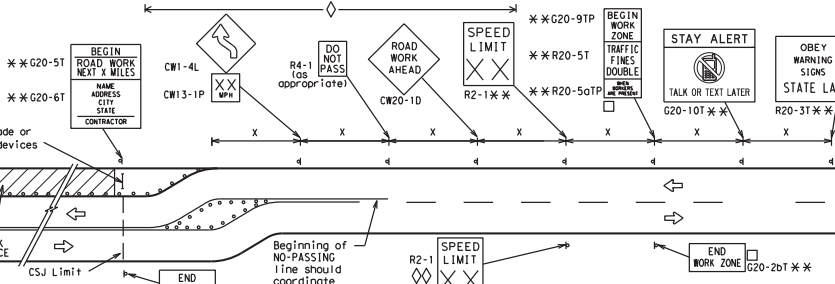 * * G20-5T
* * G20-6T
BEGIN
ROAD WORK
NEXT X MILES
NAME
ADDRESS
CITY
STATE
CONTRACTOR
CW1-4L
CW13-1P
X X
MPH
R4-1
(as
appropriate)
DO
NOT
PASS
ROAD
WORK
AHEAD
CW20-1D
SPEED
LIMIT
X X
R2-1 * *
* * G20-9TP
* * R20-5T
* * R20-5aTP
BEGIN
WORK
ZONE
TRAFFIC
FINES
DOUBLE
WHEN
WORKERS
ARE PRESENT
STAY ALERT
TALK OR TEXT LATER
G20-10T * *
OBEY
WARNING
SIGNS
STATE LA
R20-3T * *
X X X X X X X
ade or
devices
CSJ Limit
END
Beginning of
NO-PASSING
line should
coordinate
R2-1
SPEED
LIMIT
X X
END
WORK ZONE
G20-2bT * *
CE